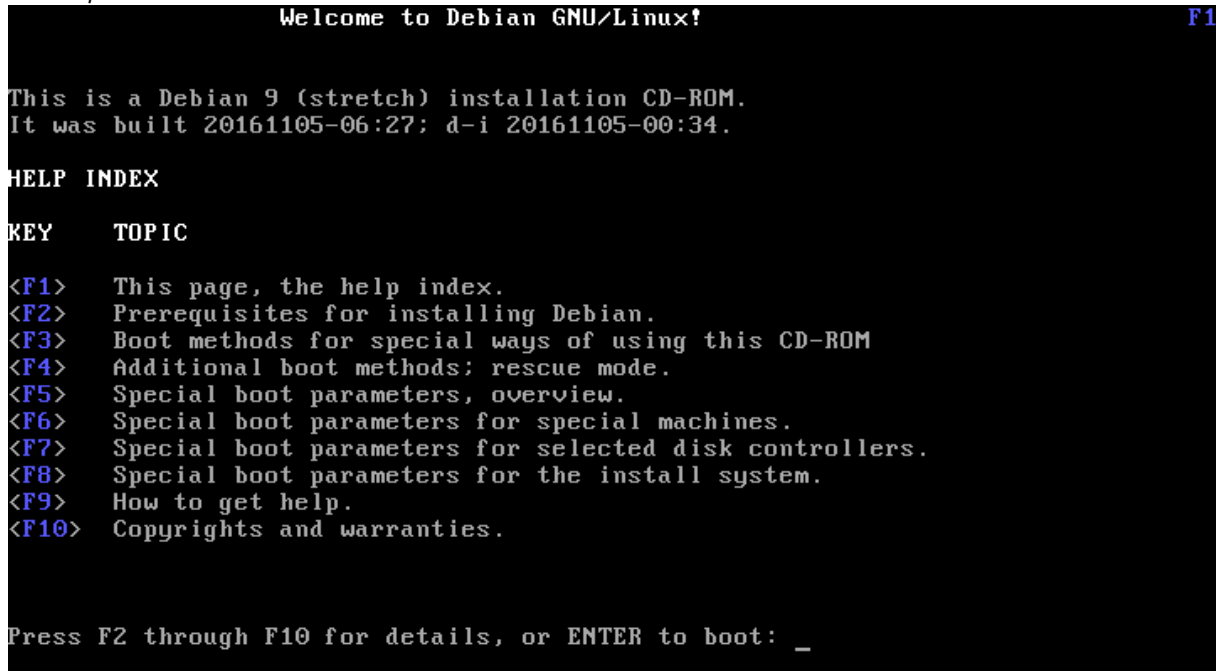 Welcome to Debian GNU/Linux! F1
This is a Debian 9 (stretch) installation CD-ROM.
It was built 20161105-06:27; d-i 20161105-00:34.
HELP INDEX
KEY TOPIC
<F1> This page, the help index.
<F2> Prerequisites for installing Debian.
<F3> Boot methods for special ways of using this CD-ROM
<F4> Additional boot methods; rescue mode.
<F5> Special boot parameters, overview.
<F6> Special boot parameters for special machines.
<F7> Special boot parameters for selected disk controllers.
<F8> Special boot parameters for the install system.
<F9> How to get help.
<F10> Copyrights and warranties.
Press F2 through F10 for details, or ENTER to boot: _